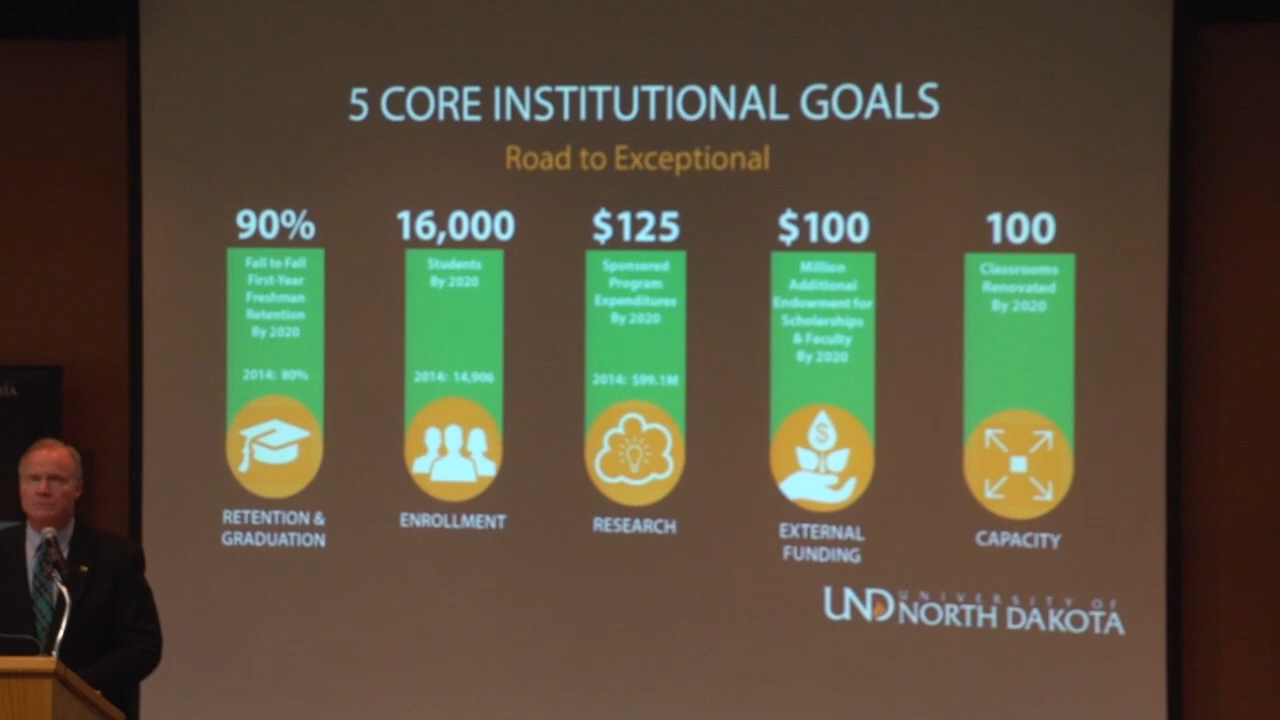 5 CORE INSTITUTIONAL GOALS
Road to Exceptional
90%
Fall to Fall
First-Year
Freshman
Retention
By 2020
2014: 80%
RETENTION &
GRADUATION
16,000
Students
By 2020
2014: 14,906
ENROLLMENT
$125
Sponsored
Program
Expenditures
By 2020
2014: $99.1M
RESEARCH
$100
Million
Additional
Endowment for
Scholarships
& Faculty
By 2020
$
EXTERNAL
FUNDING
100
Classrooms
Renovated
By 2020
CAPACITY
UND UNIVERSITY OF
NORTH DAKOTA